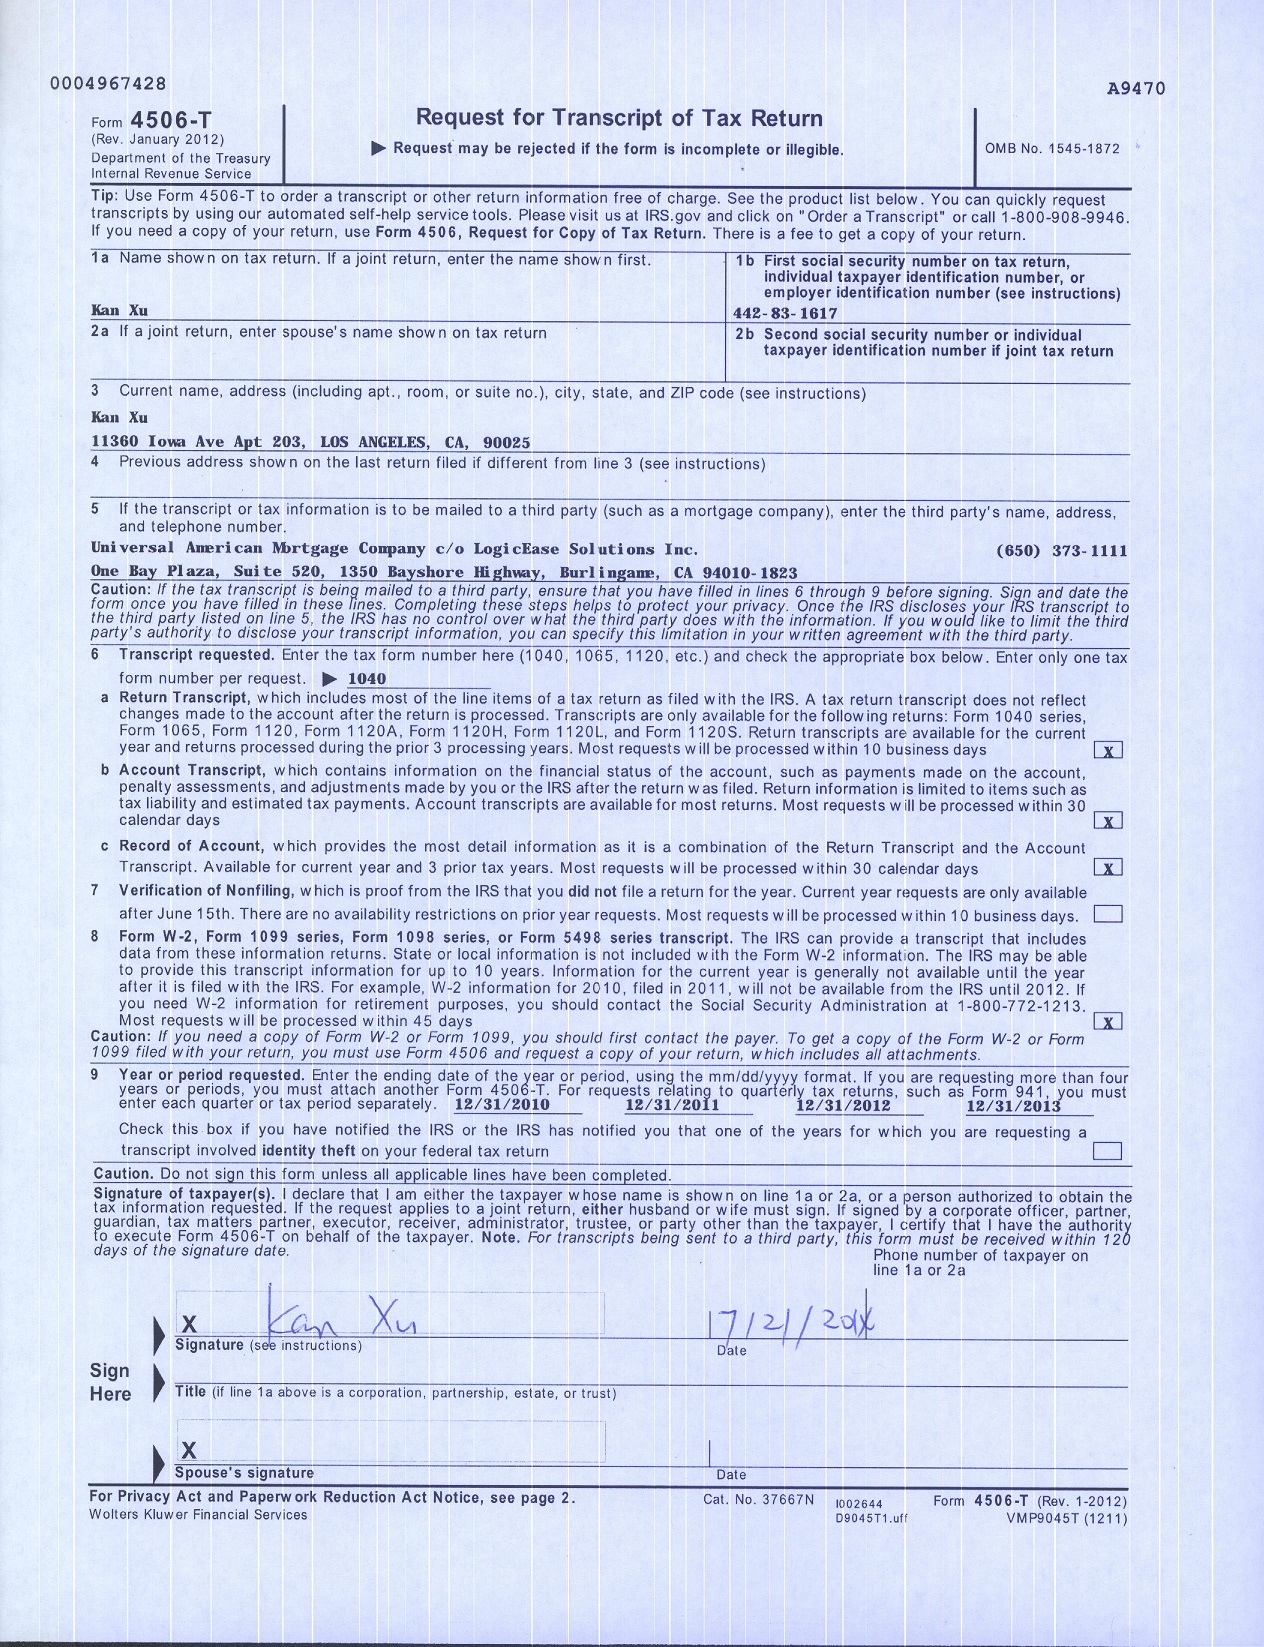 0004967428
A9470
Form 4506-T
(Rev. January 2012)
Department of the Treasury
Internal Revenue Service
Request for Transcript of Tax Return
▶ Request may be rejected if the form is incomplete or illegible.
OMB No. 1545-1872
Tip: Use Form 4506-T to order a transcript or other return information free of charge. See the product list below. You can quickly request
transcripts by using our automated self-help service tools. Please visit us at IRS.gov and click on "Order a Transcript" or call 1-800-908-9946.
If you need a copy of your return, use Form 4506, Request for Copy of Tax Return. There is a fee to get a copy of your return.
1a Name shown on tax return. If a joint return, enter the name shown first.
Kan Xu
1b First social security number on tax return,
individual taxpayer identification number, or
employer identification number (see instructions)
442-83-1617
2a If a joint return, enter spouse's name shown on tax return
2b Second social security number or individual
taxpayer identification number if joint tax return
3 Current name, address (including apt., room, or suite no.), city, state, and ZIP code (see instructions)
Kan Xu
11360 Iowa Ave Apt 203, LOS ANGELES, CA, 90025
4 Previous address shown on the last return filed if different from line 3 (see instructions)
5 If the transcript or tax information is to be mailed to a third party (such as a mortgage company), enter the third party's name, address,
and telephone number.
Universal American Mortgage Company c/o LogicEase Solutions Inc. (650) 373-1111
One Bay Plaza, Suite 520, 1350 Bayshore Highway, Burlingame, CA 94010-1823
Caution: If the tax transcript is being mailed to a third party, ensure that you have filled in lines 6 through 9 before signing. Sign and date the
form once you have filled in these lines. Completing these steps helps to protect your privacy. Once the IRS discloses your IRS transcript to
the third party listed on line 5, the IRS has no control over what the third party does with the information. If you would like to limit the third
party's authority to disclose your transcript information, you can specify this limitation in your written agreement with the third party.
6 Transcript requested. Enter the tax form number here (1040, 1065, 1120, etc.) and check the appropriate box below. Enter only one tax
form number per request. ▶ 1040
a Return Transcript, which includes most of the line items of a tax return as filed with the IRS. A tax return transcript does not reflect
changes made to the account after the return is processed. Transcripts are only available for the following returns: Form 1040 series,
Form 1065, Form 1120, Form 1120A, Form 1120H, Form 1120L, and Form 1120S. Return transcripts are available for the current
year and returns processed during the prior 3 processing years. Most requests will be processed within 10 business days X
b Account Transcript, which contains information on the financial status of the account, such as payments made on the account,
penalty assessments, and adjustments made by you or the IRS after the return was filed. Return information is limited to items such as
tax liability and estimated tax payments. Account transcripts are available for most returns. Most requests will be processed within 30
calendar days X
c Record of Account, which provides the most detail information as it is a combination of the Return Transcript and the Account
Transcript. Available for current year and 3 prior tax years. Most requests will be processed within 30 calendar days X
7 Verification of Nonfiling, which is proof from the IRS that you did not file a return for the year. Current year requests are only available
after June 15th. There are no availability restrictions on prior year requests. Most requests will be processed within 10 business days.
8 Form W-2, Form 1099 series, Form 1098 series, or Form 5498 series transcript. The IRS can provide a transcript that includes
data from these information returns. State or local information is not included with the Form W-2 information. The IRS may be able
to provide this transcript information for up to 10 years. Information for the current year is generally not available until the year
after it is filed with the IRS. For example, W-2 information for 2010, filed in 2011, will not be available from the IRS until 2012. If
you need W-2 information for retirement purposes, you should contact the Social Security Administration at 1-800-772-1213.
Most requests will be processed within 45 days X
Caution: If you need a copy of Form W-2 or Form 1099, you should first contact the payer. To get a copy of the Form W-2 or Form
1099 filed with your return, you must use Form 4506 and request a copy of your return, which includes all attachments.
9 Year or period requested. Enter the ending date of the year or period, using the mm/dd/yyyy format. If you are requesting more than four
years or periods, you must attach another Form 4506-T. For requests relating to quarterly tax returns, such as Form 941, you must
enter each quarter or tax period separately. 12/31/2010 12/31/2011 12/31/2012 12/31/2013
Check this box if you have notified the IRS or the IRS has notified you that one of the years for which you are requesting a
transcript involved identity theft on your federal tax return
Caution. Do not sign this form unless all applicable lines have been completed.
Signature of taxpayer(s). I declare that I am either the taxpayer whose name is shown on line 1a or 2a, or a person authorized to obtain the
tax information requested. If the request applies to a joint return, either husband or wife must sign. If signed by a corporate officer, partner,
guardian, tax matters partner, executor, receiver, administrator, trustee, or party other than the taxpayer, I certify that I have the authority
to execute Form 4506-T on behalf of the taxpayer. Note. For transcripts being sent to a third party, this form must be received within 120
days of the signature date.
Phone number of taxpayer on
line 1a or 2a
X Kan Xu
Signature (see instructions)
Date
Sign
Here
Title (if line 1a above is a corporation, partnership, estate, or trust)
X
Spouse's signature
Date
For Privacy Act and Paperwork Reduction Act Notice, see page 2.
Wolters Kluwer Financial Services
Cat. No. 37667N
I002644
D9045T1.uff
Form 4506-T (Rev. 1-2012)
VMP9045T (1211)